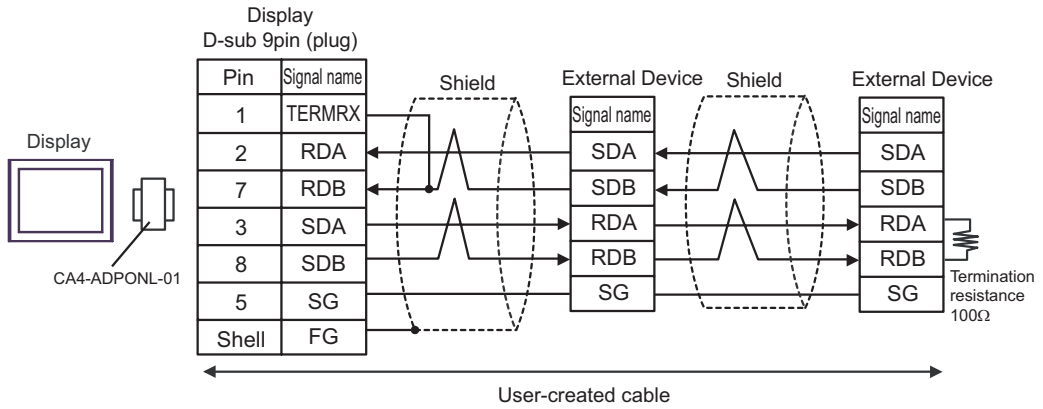 Display
D-sub 9pin (plug)
Pin Signal name
1 TERMRX
2 RDA
7 RDB
3 SDA
8 SDB
5 SG
Shell FG
Display
CA4-ADPONL-01
Shield
External Device
Signal name
SDA
SDB
RDA
RDB
SG
Shield
External Device
Signal name
SDA
SDB
RDA
RDB
SG
Termination
resistance
100Ω
User-created cable